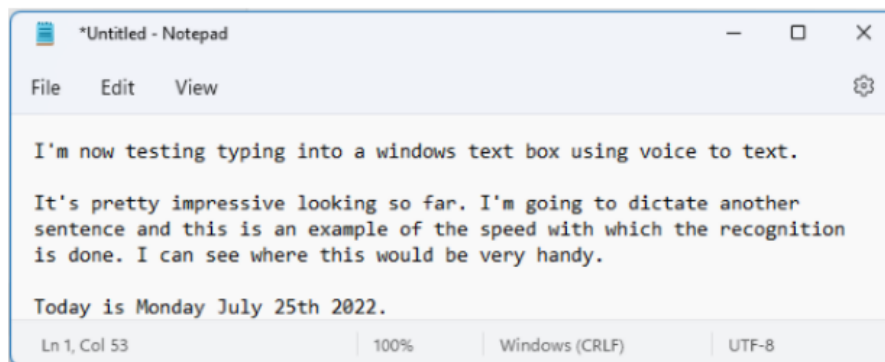 *Untitled - Notepad
File Edit View
I'm now testing typing into a windows text box using voice to text.
It's pretty impressive looking so far. I'm going to dictate another
sentence and this is an example of the speed with which the recognition
is done. I can see where this would be very handy.
Today is Monday July 25th 2022.
Ln 1, Col 53 100% Windows (CRLF) UTF-8